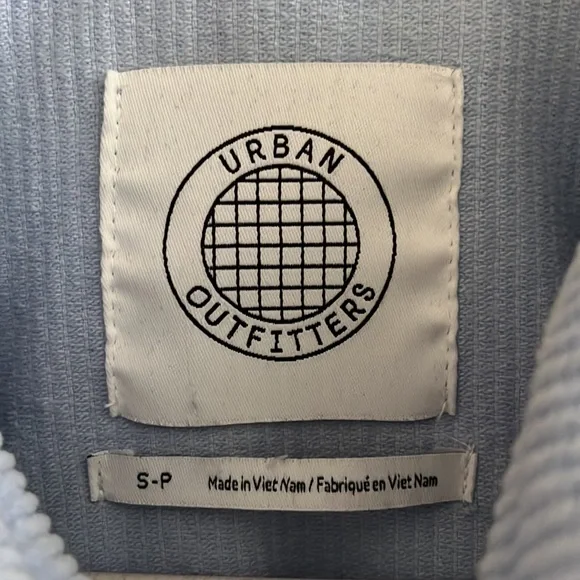 URBAN
OUTFITTERS
S-P Made in Viet Nam / Fabriqué en Viet Nam